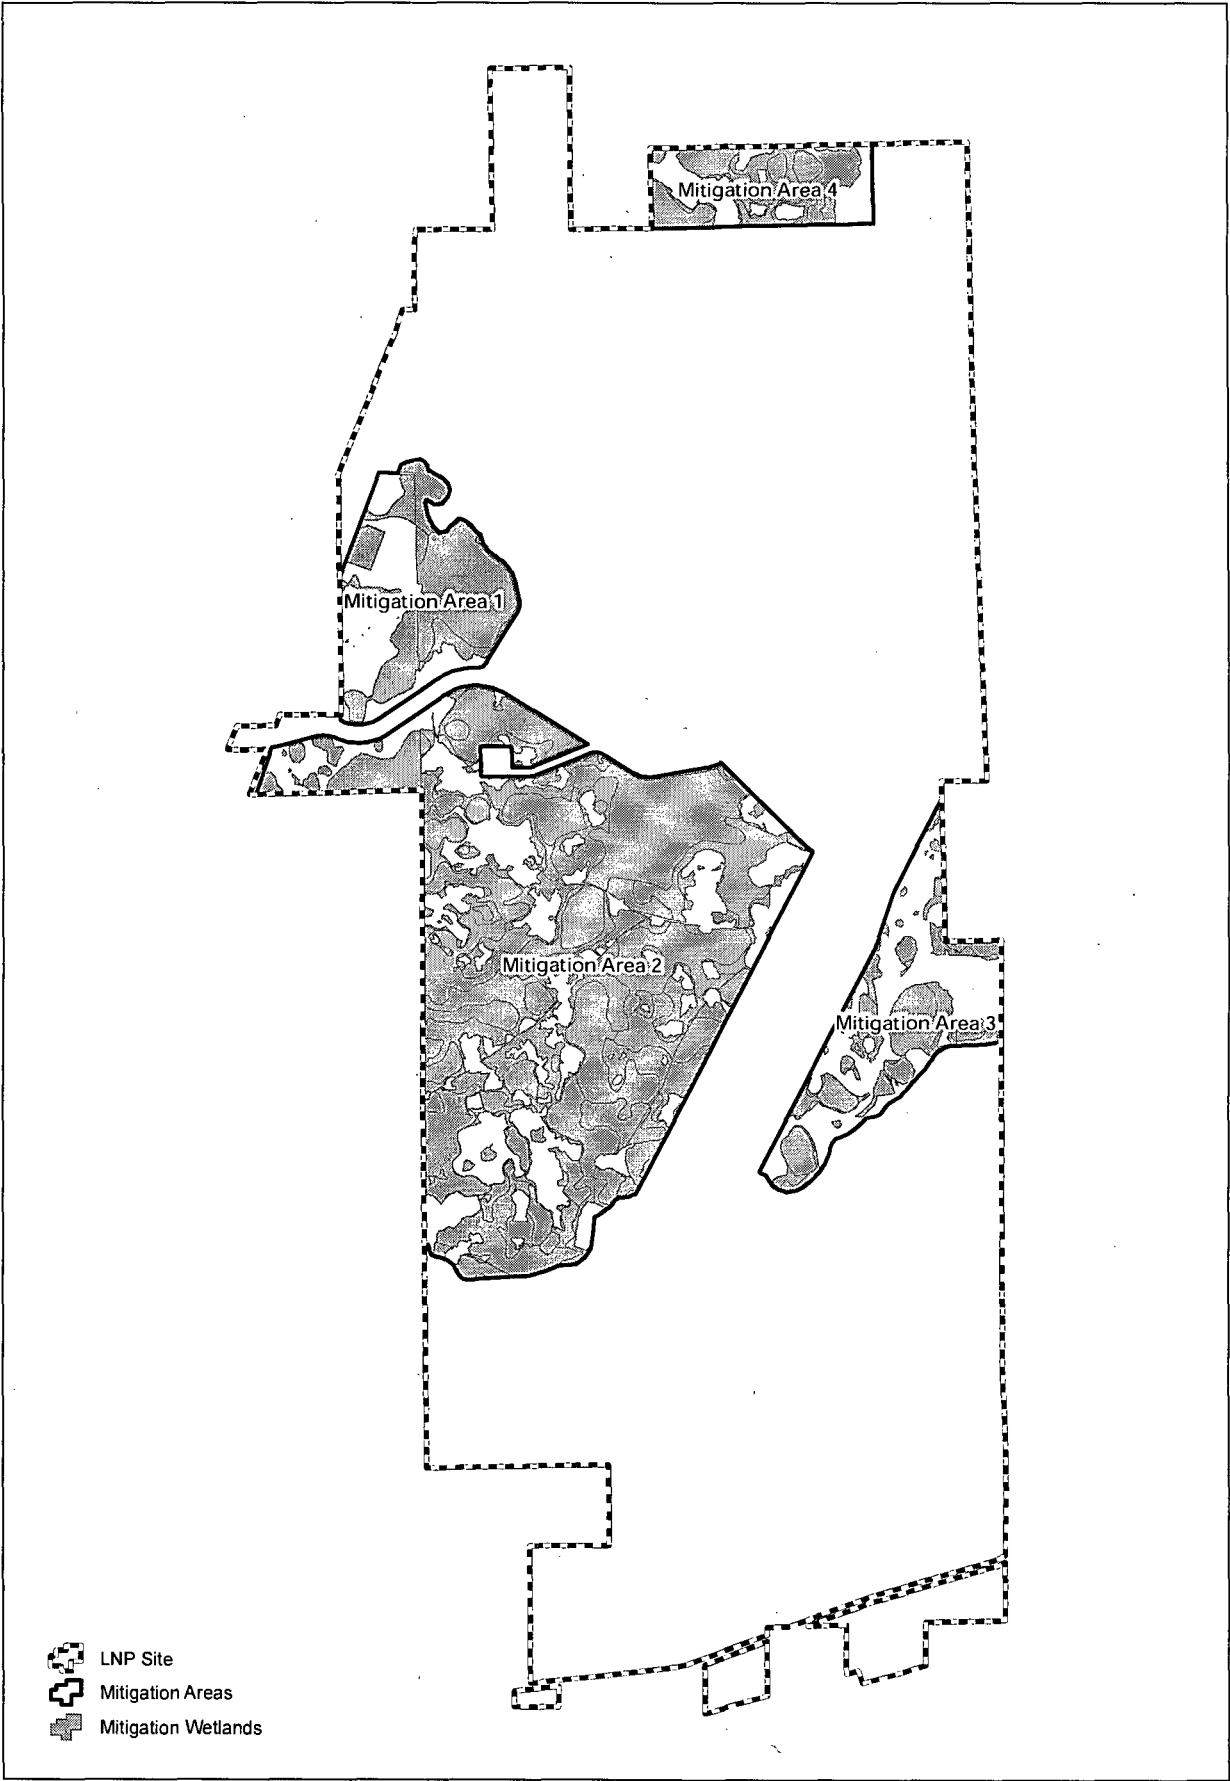 Mitigation Area 4
Mitigation Area 1
Mitigation Area 2
Mitigation Area 3
LNP Site
Mitigation Areas
Mitigation Wetlands